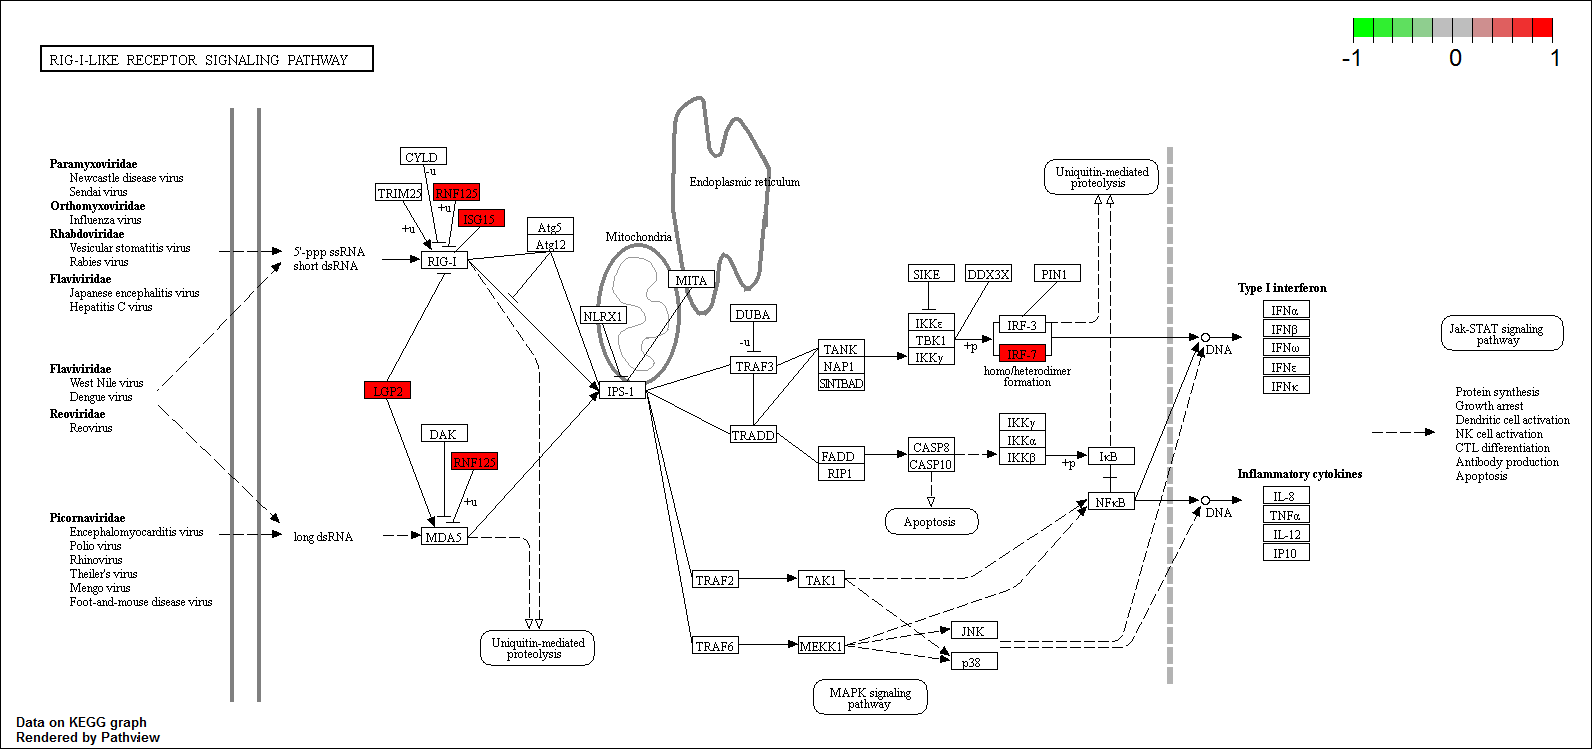 -1
0
1
RIG-I-LIKE RECEPTOR SIGNALING PATHWAY
Paramyxoviridae
Newcastle disease virus
Sendai virus
Orthomyxoviridae
Influenza virus
Rhabdoviridae
Vesicular stomatitis virus
Rabies virus
Flaviviridae
Japanese encephalitis virus
Hepatitis C virus
Flaviviridae
West Nile virus
Dengue virus
Reoviridae
Reovirus
Picornaviridae
Encephalomyocarditis virus
Polio virus
Rhinovirus
Theiler's virus
Mengo virus
Foot-and-mouse disease virus
5'-ppp ssRNA
short dsRNA
long dsRNA
CYLD
-u
TRIM25
RNF125
+u
ISG15
+u
RIG-I
Atg5
Atg12
LGP2
DAK
RNF125
+u
MDA5
Uniquitin-mediated
proteolysis
Mitochondria
Endoplasmic reticulum
MITA
NLRX1
IPS-1
DUBA
-u
TRAF3
TRADD
TANK
NAP1
SINTBAD
FADD
RIP1
TRAF2
TAK1
TRAF6
MEKK1
SIKE
DDX3X
PIN1
IKKε
TBK1
IKKγ
+p
IRF-3
IRF-7
homo/heterodimer
formation
Uniquitin-mediated
proteolysis
CASP8
CASP10
Apoptosis
IKKγ
IKKα
IKKβ
+p
IκB
NFκB
JNK
p38
MAPK signaling
pathway
DNA
DNA
Type I interferon
IFNα
IFNβ
IFNω
IFNε
IFNκ
Inflammatory cytokines
IL-8
TNFα
IL-12
IP10
Jak-STAT signaling
pathway
Protein synthesis
Growth arrest
Dendritic cell activation
NK cell activation
CTL differentiation
Antibody production
Apoptosis
Data on KEGG graph
Rendered by Pathview